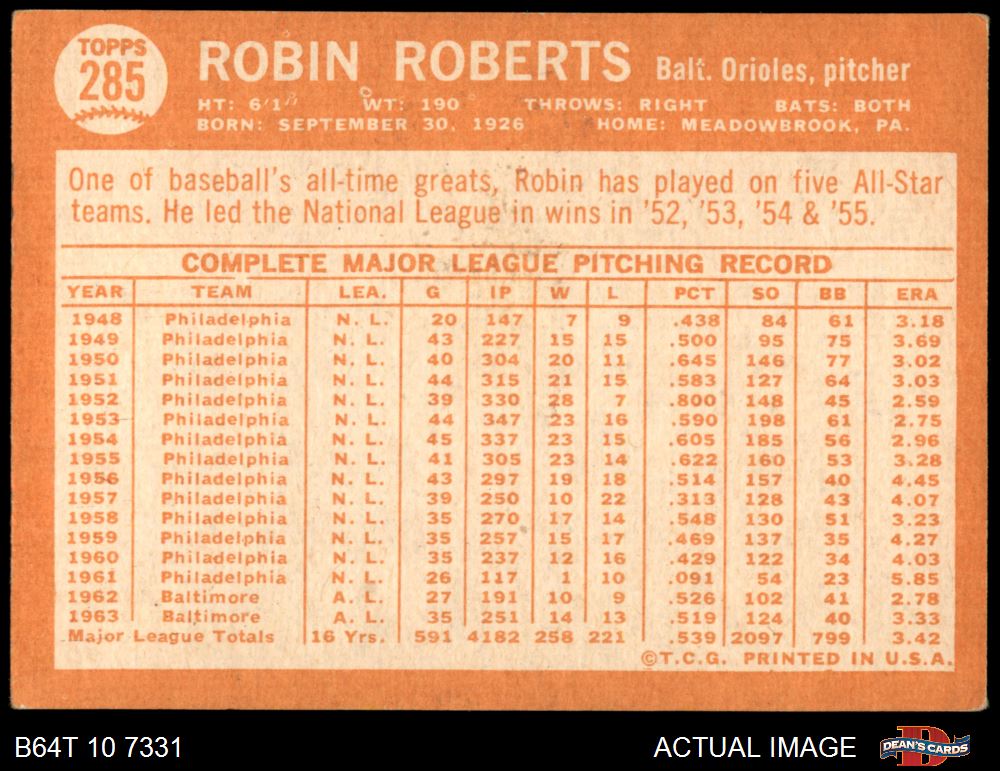 TOPPS
285
ROBIN ROBERTS Balt. Orioles, pitcher
HT: 6'1" WT: 190 THROWS: RIGHT BATS: BOTH
BORN: SEPTEMBER 30, 1926 HOME: MEADOWBROOK, PA.
One of baseball's all-time greats, Robin has played on five All-Star
teams. He led the National League in wins in '52, '53, '54 & '55.
COMPLETE MAJOR LEAGUE PITCHING RECORD
YEAR TEAM LEA. G IP W L PCT SO BB ERA
1948 Philadelphia N. L. 20 147 7 9 .438 84 61 3.18
1949 Philadelphia N. L. 43 227 15 15 .500 95 75 3.69
1950 Philadelphia N. L. 40 304 20 11 .645 146 77 3.02
1951 Philadelphia N. L. 44 315 21 15 .583 127 64 3.03
1952 Philadelphia N. L. 39 330 28 7 .800 148 45 2.59
1953 Philadelphia N. L. 44 347 23 16 .590 198 61 2.75
1954 Philadelphia N. L. 45 337 23 15 .605 185 56 2.96
1955 Philadelphia N. L. 41 305 23 14 .622 160 53 3.28
1956 Philadelphia N. L. 43 297 19 18 .514 157 40 4.45
1957 Philadelphia N. L. 39 250 10 22 .313 128 43 4.07
1958 Philadelphia N. L. 35 270 17 14 .548 130 51 3.23
1959 Philadelphia N. L. 35 257 15 17 .469 137 35 4.27
1960 Philadelphia N. L. 35 237 12 16 .429 122 34 4.03
1961 Philadelphia N. L. 26 117 1 10 .091 54 23 5.85
1962 Baltimore A. L. 27 191 10 9 .526 102 41 2.78
1963 Baltimore A. L. 35 251 14 13 .519 124 40 3.33
Major League Totals 16 Yrs. 591 4182 258 221 .539 2097 799 3.42
©T.C.G. PRINTED IN U.S.A.
B64T 10 7331 ACTUAL IMAGE DEAN'S CARDS